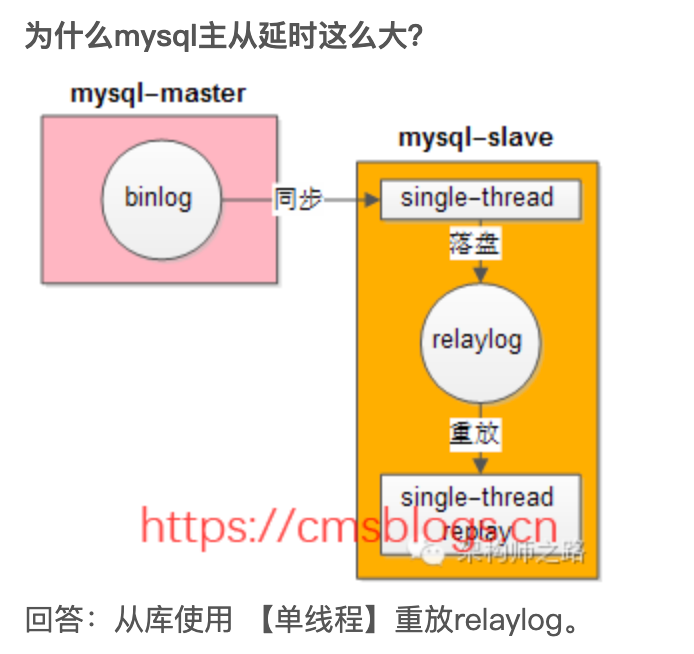 为什么mysql主从延时这么大?
mysql-master
mysql-slave
binlog
同步
single-thread
落盘
relaylog
重放
single-thread
replay
https://cmsblogs.cn
架构师之路
回答：从库使用 【单线程】重放relaylog。